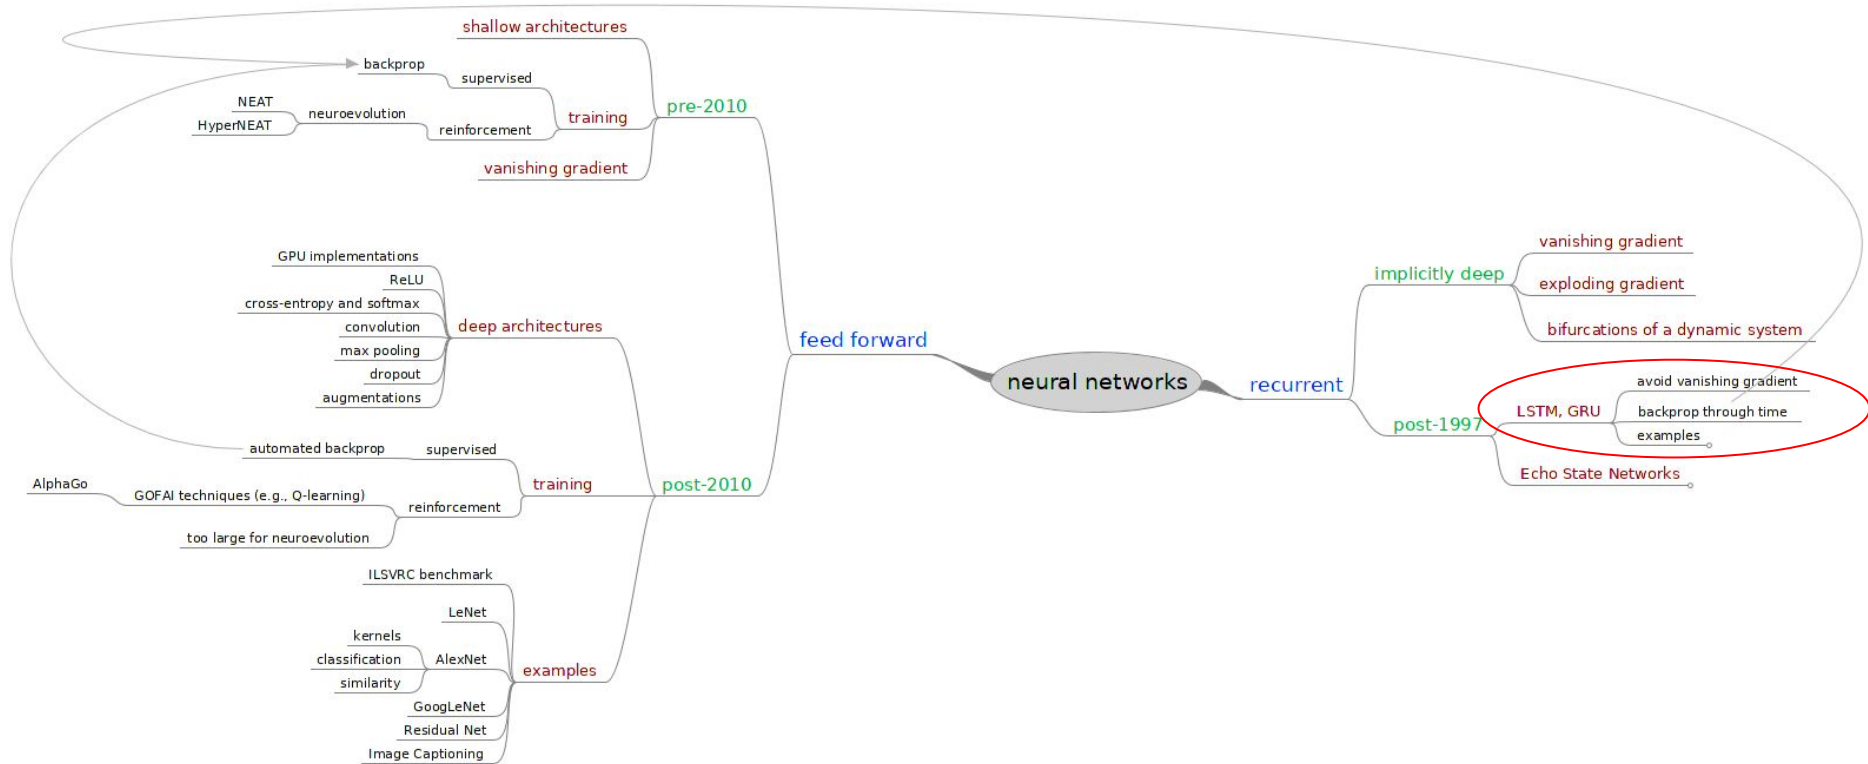 shallow architectures
backprop
supervised
NEAT
HyperNEAT
neuroevolution
reinforcement
training
pre-2010
vanishing gradient
GPU implementations
ReLU
cross-entropy and softmax
convolution
max pooling
dropout
augmentations
deep architectures
feed forward
automated backprop
supervised
AlphaGo
GOFAI techniques (e.g., Q-learning)
too large for neuroevolution
reinforcement
training
post-2010
ILSVRC benchmark
LeNet
kernels
classification
similarity
AlexNet
GoogLeNet
Residual Net
Image Captioning
examples
neural networks
recurrent
implicitly deep
vanishing gradient
exploding gradient
bifurcations of a dynamic system
post-1997
LSTM, GRU
avoid vanishing gradient
backprop through time
examples
Echo State Networks